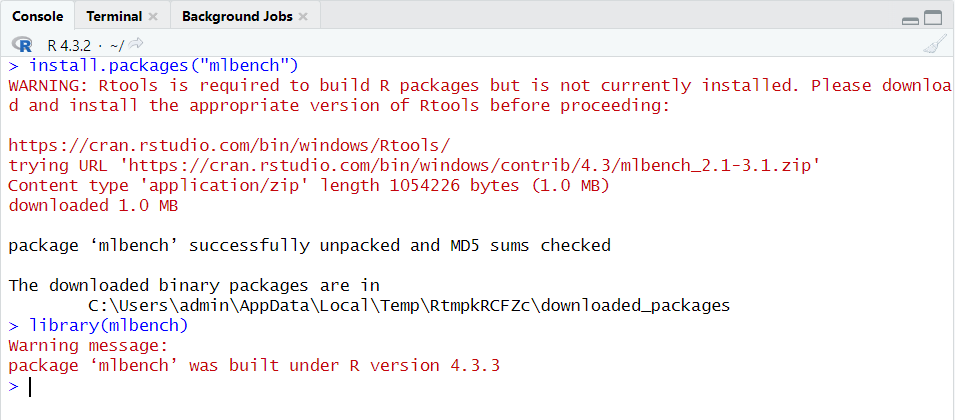 Console Terminal Background Jobs
R R 4.3.2 · ~/
> install.packages("mlbench")
WARNING: Rtools is required to build R packages but is not currently installed. Please downloa
d and install the appropriate version of Rtools before proceeding:
https://cran.rstudio.com/bin/windows/Rtools/
trying URL 'https://cran.rstudio.com/bin/windows/contrib/4.3/mlbench_2.1-3.1.zip'
Content type 'application/zip' length 1054226 bytes (1.0 MB)
downloaded 1.0 MB
package ‘mlbench’ successfully unpacked and MD5 sums checked
The downloaded binary packages are in
        C:\Users\admin\AppData\Local\Temp\RtmpkRCFZc\downloaded_packages
> library(mlbench)
Warning message:
package ‘mlbench’ was built under R version 4.3.3
>